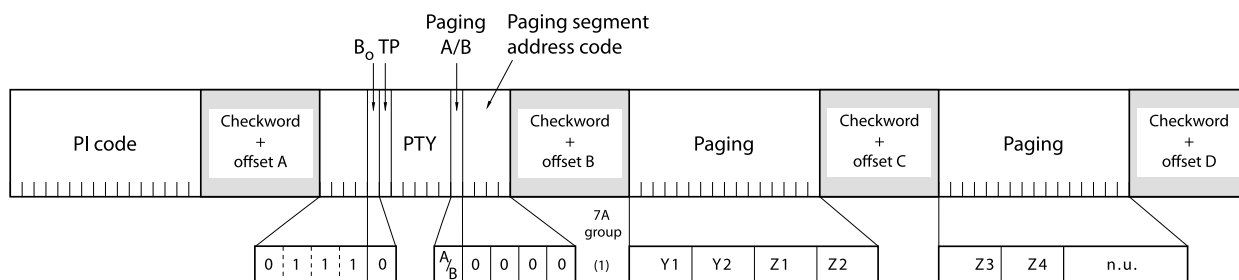 Paging
A/B
Paging segment
address code
B₀ TP
PI code
Checkword
+
offset A
PTY
Checkword
+
offset B
Paging
Checkword
+
offset C
Paging
Checkword
+
offset D
7A
group
0 1 1 1 0
A/B 0 0 0 0
(1)
Y1 Y2 Z1 Z2
Z3 Z4 n.u.